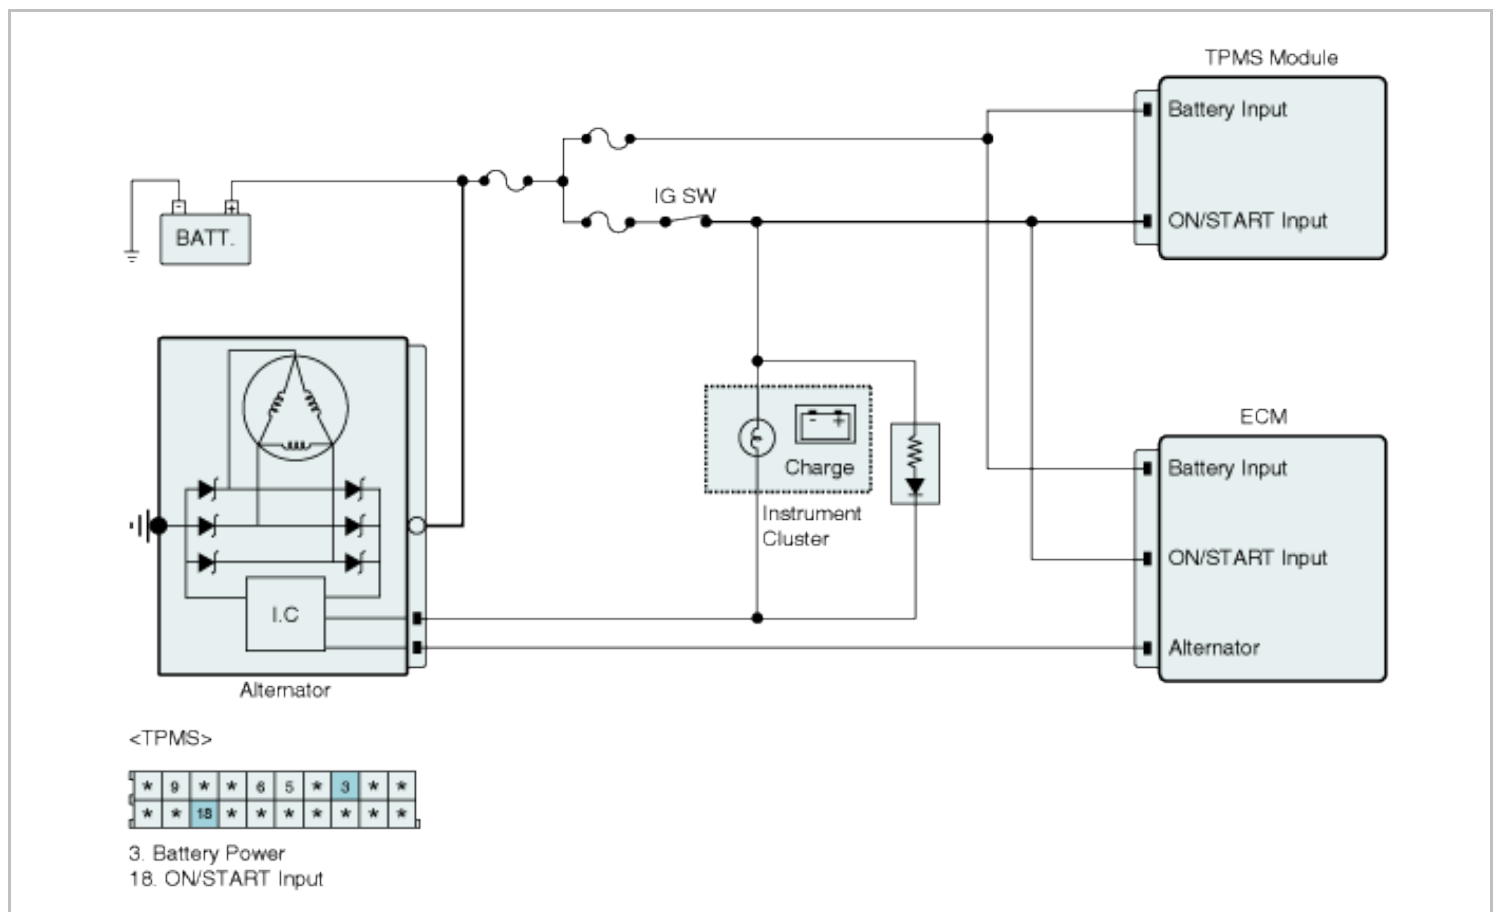 TPMS Module
Battery Input
IG SW
ON/START Input
- +
BATT.
ECM
- +
Charge
Battery Input
Instrument
Cluster
ON/START Input
I.C
Alternator
Alternator
<TPMS>
* 9 * * 6 5 * 3 * *
* * 18 * * * * * * *
3. Battery Power
18. ON/START Input